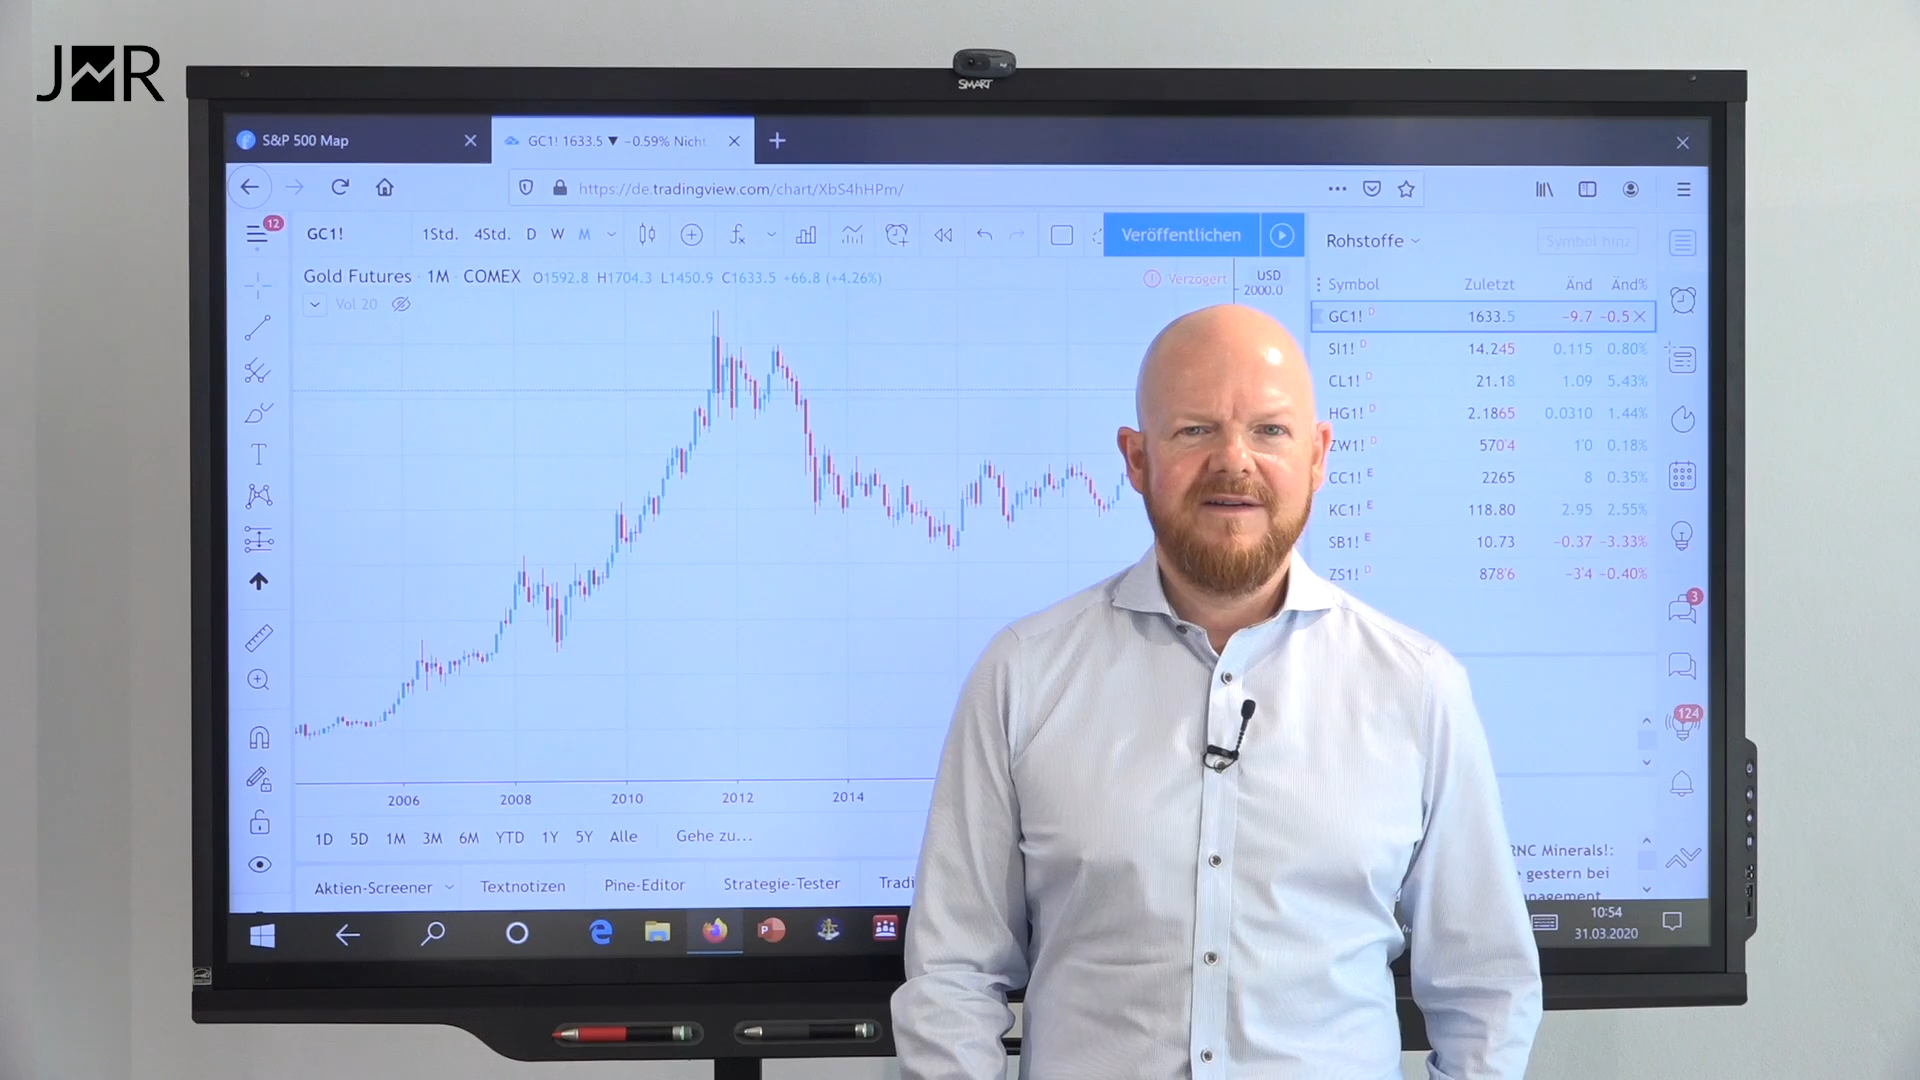 J R
SMART
S&P 500 Map
GC1! 1633.5 ▼ −0.59% Nicht
https://de.tradingview.com/chart/XbS4hHPm/
12
GC1!
1Std. 4Std. D W M
Veröffentlichen
Rohstoffe
Symbol hinz
Gold Futures · 1M · COMEX O1592.8 H1704.3 L1450.9 C1633.5 +66.8 (+4.26%)
Verzögert
USD
2000.0
Vol 20
Symbol Zuletzt Änd Änd%
GC1! D 1633.5 −9.7 −0.5
SI1! D 14.245 0.115 0.80%
CL1! D 21.18 1.09 5.43%
HG1! D 2.1865 0.0310 1.44%
ZW1! D 570'4 1'0 0.18%
CC1! E 2265 8 0.35%
KC1! E 118.80 2.95 2.55%
SB1! E 10.73 −0.37 −3.33%
ZS1! D 878'6 −3'4 −0.40%
3
124
2006 2008 2010 2012 2014
1D 5D 1M 3M 6M YTD 1Y 5Y Alle Gehe zu...
RNC Minerals!:
gestern bei
Aktien-Screener Textnotizen Pine-Editor Strategie-Tester Tradi
10:54
31.03.2020